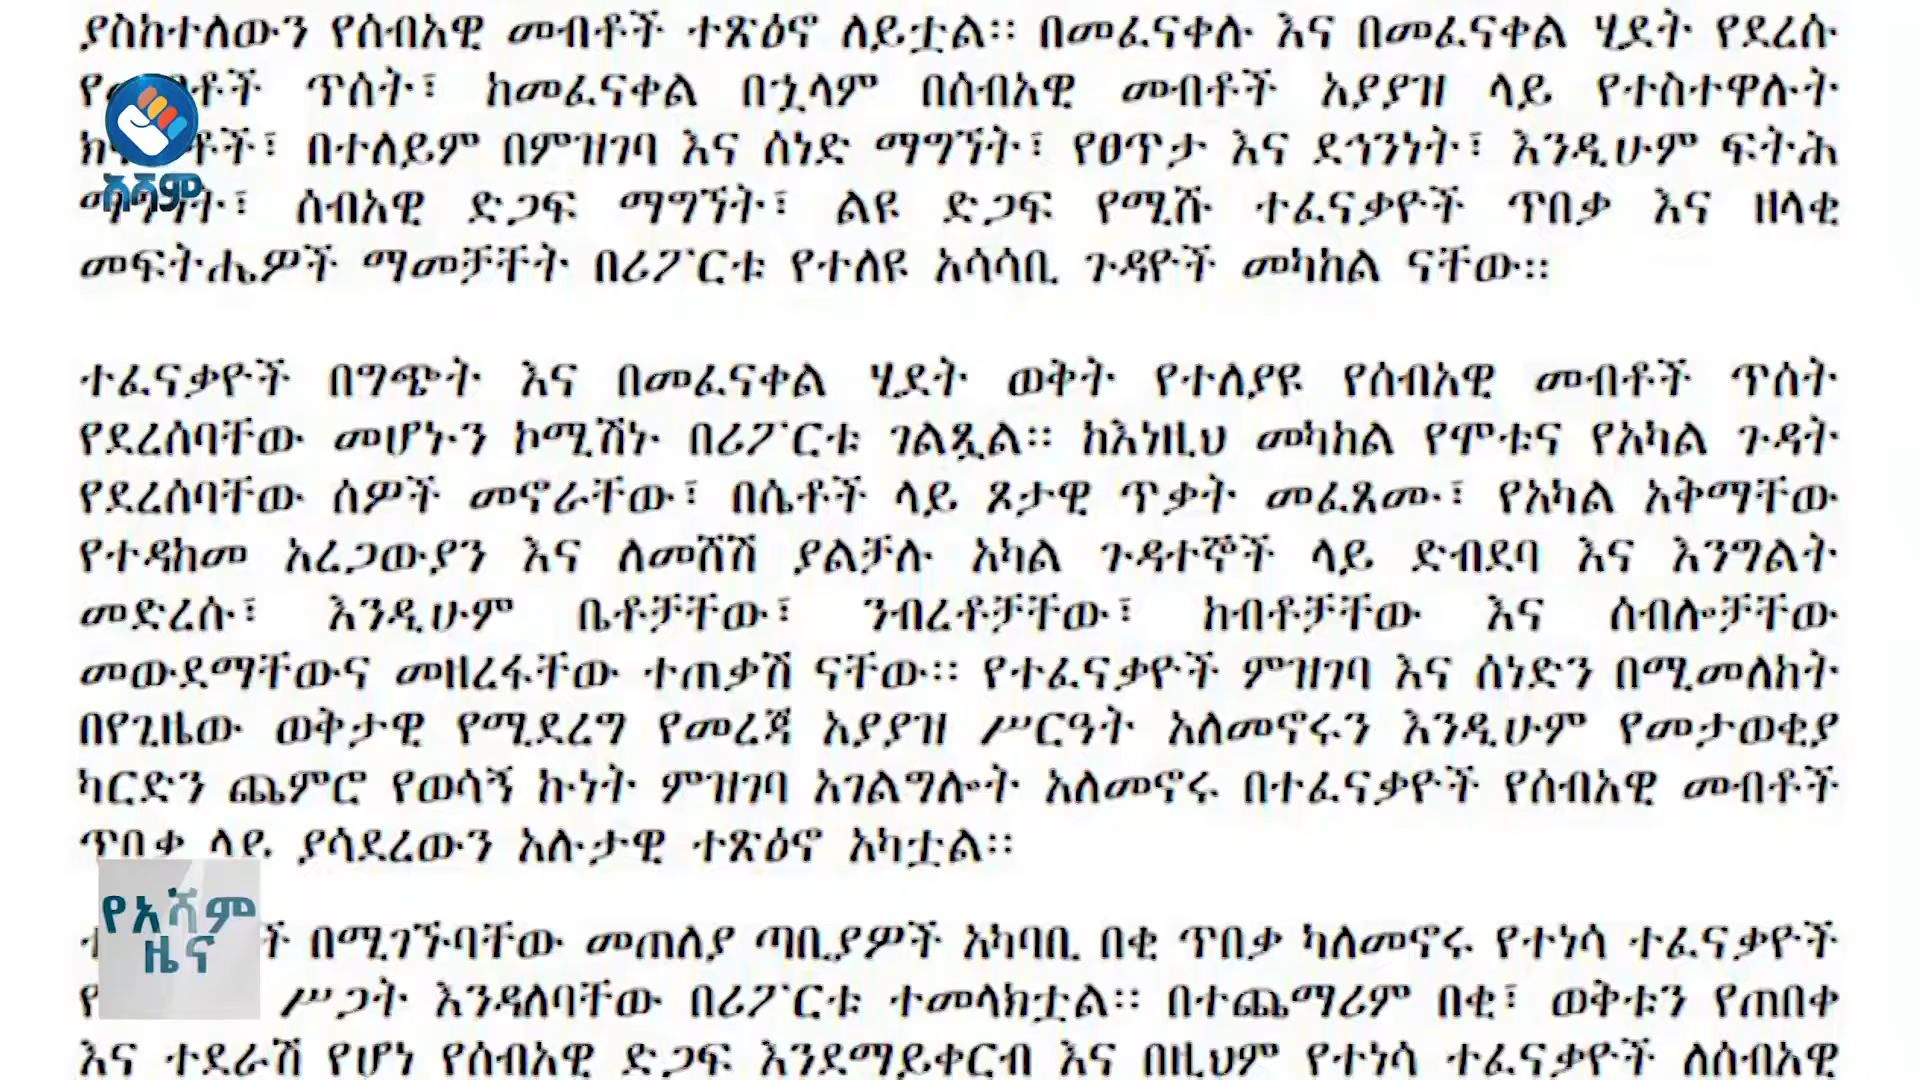 ያስከተለውን የሰብአዊ መብቶች ተጽዕኖ ለይቷል፡፡ በመፈናቀሉ እና በመፈናቀል ሂደት የደረሱ
ጥሰት፣ ከመፈናቀል በኋላም በሰብአዊ መብቶች አያያዝ ላይ የተስተዋሉት
በተለይም በምዝገባ እና ሰነድ ማግኘት፣ የፀጥታ እና ደኅንነት፣ እንዲሁም ፍትሕ
አሻም
ሰብአዊ ድጋፍ ማግኘት፣ ልዩ ድጋፍ የሚሹ ተፈናቃዮች ጥበቃ እና ዘላቂ
መፍትሔዎች ማመቻቸት በሪፖርቱ የተለዩ አሳሳቢ ጉዳዮች መካከል ናቸው፡፡
ተፈናቃዮች በግጭት እና በመፈናቀል ሂደት ወቅት የተለያዩ የሰብአዊ መብቶች ጥሰት
የደረሰባቸው መሆኑን ኮሚሽኑ በሪፖርቱ ገልጿል፡፡ ከእነዚህ መካከል የሞቱና የአካል ጉዳት
የደረሰባቸው ሰዎች መኖራቸው፣ በሴቶች ላይ ጾታዊ ጥቃት መፈጸሙ፣ የአካል አቅማቸው
የተዳከመ አረጋውያን እና ለመሸሽ ያልቻሉ አካል ጉዳተኞች ላይ ድብደባ እና እንግልት
መድረሱ፣ እንዲሁም ቤቶቻቸው፣ ንብረቶቻቸው፣ ከብቶቻቸው እና ሰብሎቻቸው
መውደማቸውና መዘረፋቸው ተጠቃሽ ናቸው፡፡ የተፈናቃዮች ምዝገባ እና ሰነድን በሚመለከት
በየጊዜው ወቅታዊ የሚደረግ የመረጃ አያያዝ ሥርዓት አለመኖሩን እንዲሁም የመታወቂያ
ካርድን ጨምሮ የወሳኝ ኩነት ምዝገባ አገልግሎት አለመኖሩ በተፈናቃዮች የሰብአዊ መብቶች
ጥበቃ ላይ ያሳደረውን አሉታዊ ተጽዕኖ አካቷል፡፡
የአሻም
ዜና
በሚገኙባቸው መጠለያ ጣቢያዎች አካባቢ በቂ ጥበቃ ካለመኖሩ የተነሳ ተፈናቃዮች
ሥጋት እንዳለባቸው በሪፖርቱ ተመላክቷል፡፡ በተጨማሪም በቂ፣ ወቅቱን የጠበቀ
እና ተደራሽ የሆነ የሰብአዊ ድጋፍ እንደማይቀርብ እና በዚህም የተነሳ ተፈናቃዮች ለሰብአዊ